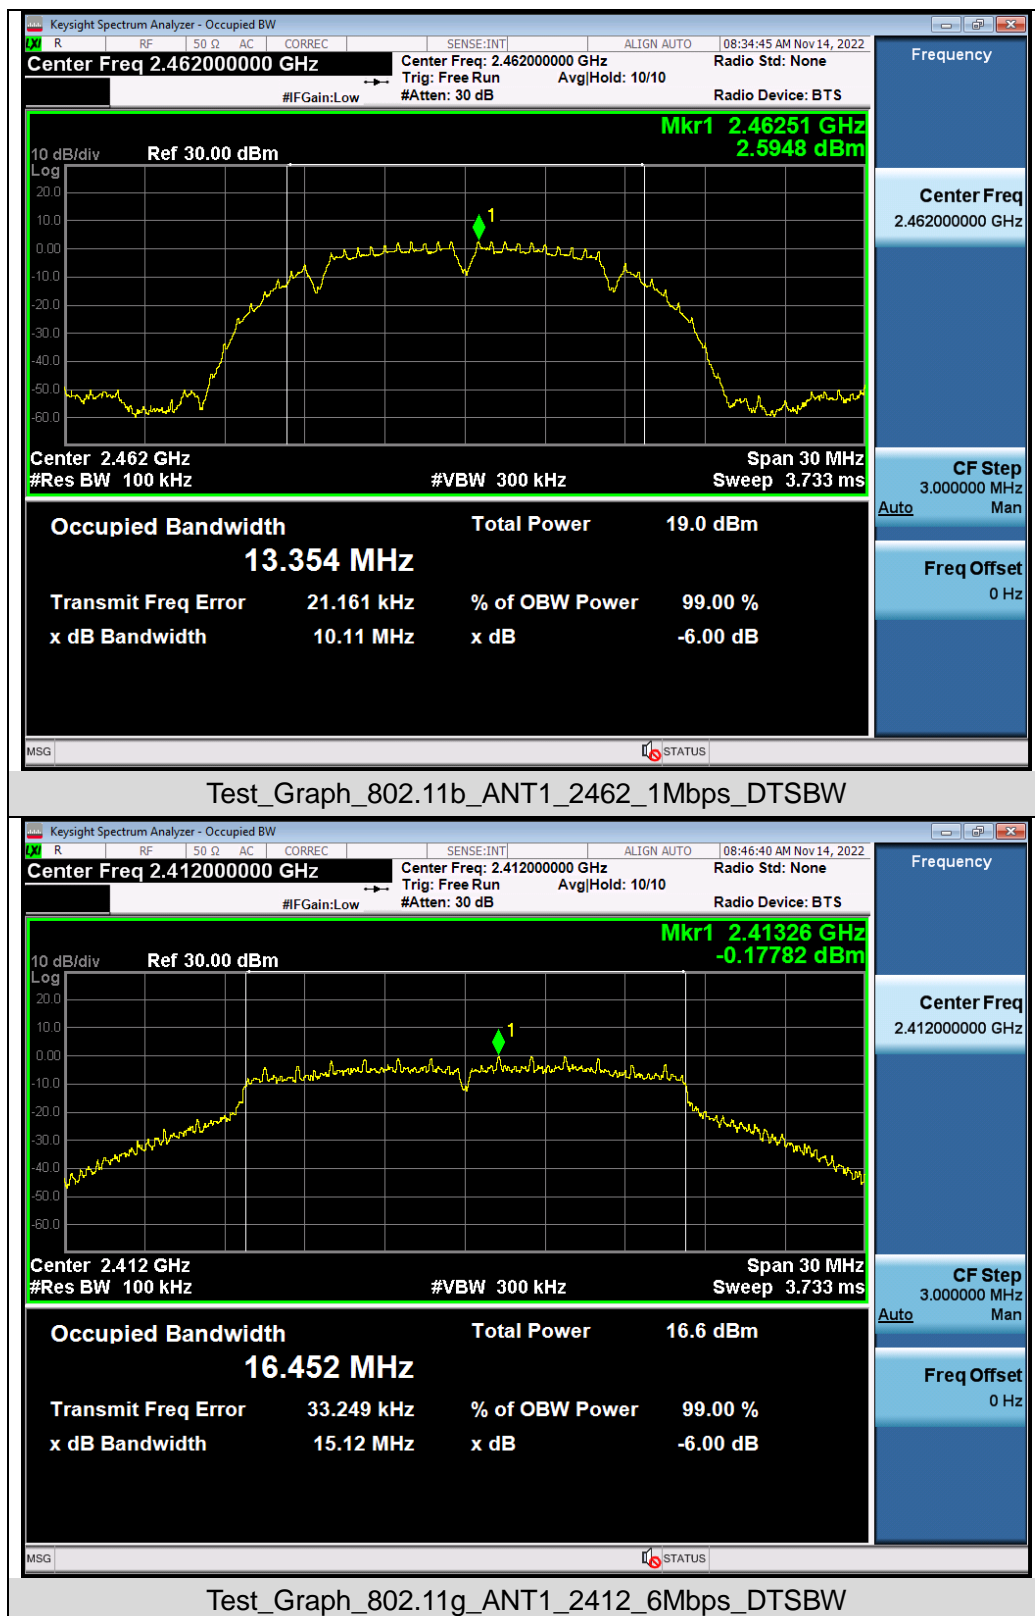 Keysight Spectrum Analyzer - Occupied BW
LXI R RF 50 Ω AC CORREC SENSE:INT ALIGN AUTO 08:34:45 AM Nov 14, 2022
Center Freq 2.462000000 GHz
Center Freq: 2.462000000 GHz
Radio Std: None
Trig: Free Run Avg|Hold: 10/10
#IFGain:Low
#Atten: 30 dB
Radio Device: BTS
Frequency
Mkr1 2.46251 GHz
2.5948 dBm
10 dB/div Ref 30.00 dBm
Log
20.0
10.0
0.00
-10.0
-20.0
-30.0
-40.0
-50.0
-60.0
1
Center 2.462 GHz
Span 30 MHz
#Res BW 100 kHz
#VBW 300 kHz
Sweep 3.733 ms
Center Freq
2.462000000 GHz
CF Step
3.000000 MHz
Auto Man
Freq Offset
0 Hz
Occupied Bandwidth
Total Power 19.0 dBm
13.354 MHz
Transmit Freq Error 21.161 kHz % of OBW Power 99.00 %
x dB Bandwidth 10.11 MHz x dB -6.00 dB
MSG STATUS
Test_Graph_802.11b_ANT1_2462_1Mbps_DTSBW
Keysight Spectrum Analyzer - Occupied BW
LXI R RF 50 Ω AC CORREC SENSE:INT ALIGN AUTO 08:46:40 AM Nov 14, 2022
Center Freq 2.412000000 GHz
Center Freq: 2.412000000 GHz
Radio Std: None
Trig: Free Run Avg|Hold: 10/10
#IFGain:Low
#Atten: 30 dB
Radio Device: BTS
Frequency
Mkr1 2.41326 GHz
-0.17782 dBm
10 dB/div Ref 30.00 dBm
Log
20.0
10.0
0.00
-10.0
-20.0
-30.0
-40.0
-50.0
-60.0
1
Center 2.412 GHz
Span 30 MHz
#Res BW 100 kHz
#VBW 300 kHz
Sweep 3.733 ms
Center Freq
2.412000000 GHz
CF Step
3.000000 MHz
Auto Man
Freq Offset
0 Hz
Occupied Bandwidth
Total Power 16.6 dBm
16.452 MHz
Transmit Freq Error 33.249 kHz % of OBW Power 99.00 %
x dB Bandwidth 15.12 MHz x dB -6.00 dB
MSG STATUS
Test_Graph_802.11g_ANT1_2412_6Mbps_DTSBW